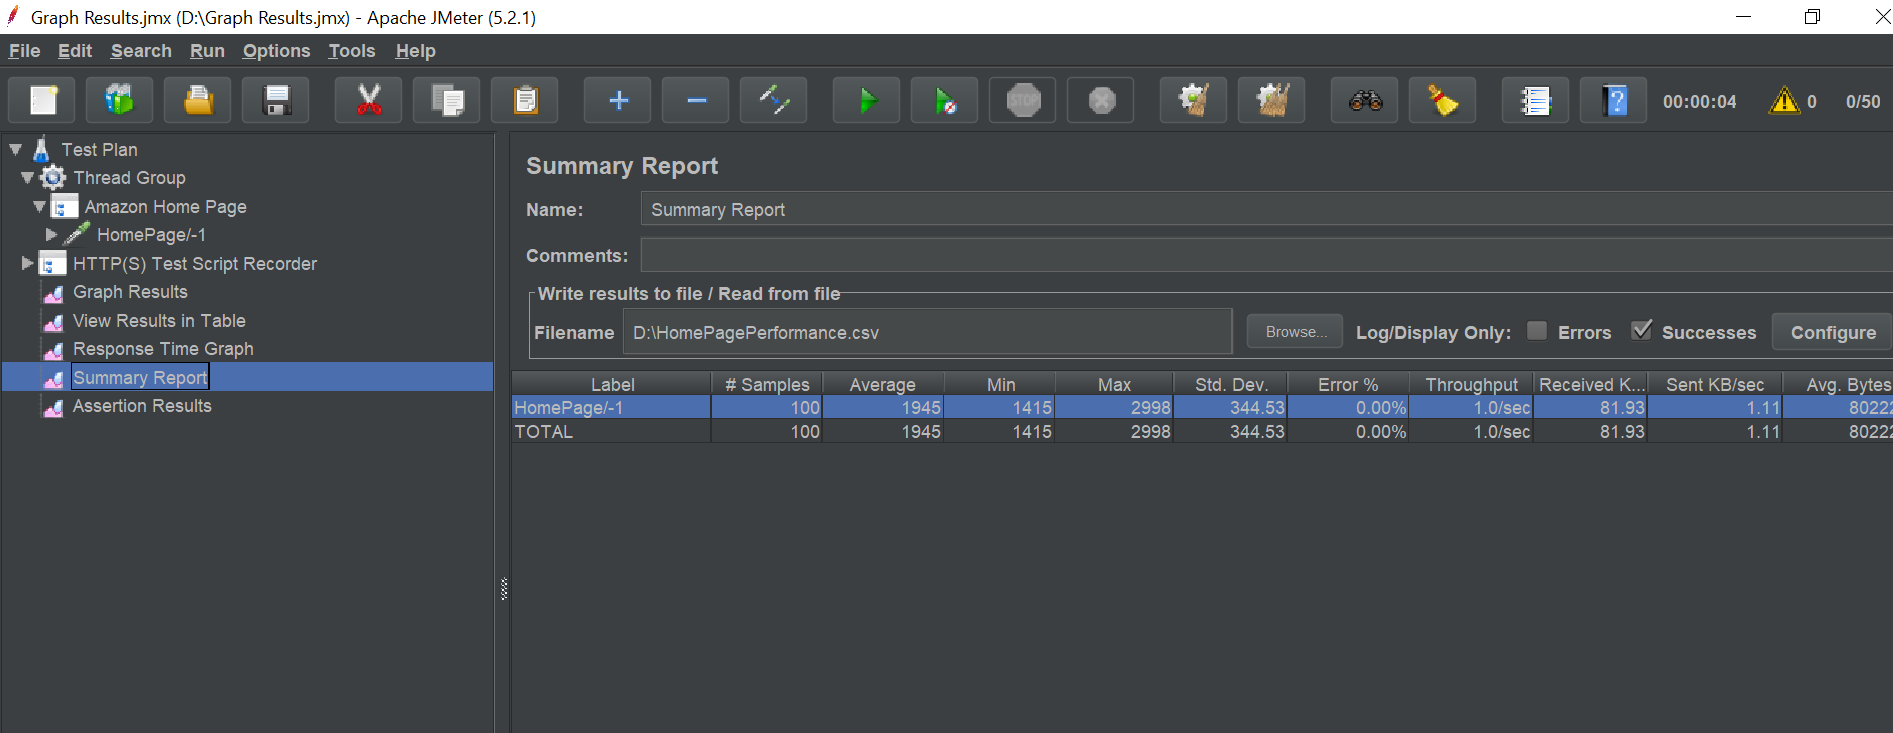 Graph Results.jmx (D:\Graph Results.jmx) - Apache JMeter (5.2.1)
File Edit Search Run Options Tools Help
STOP 00:00:04 0 0/50
Test Plan
Thread Group
Amazon Home Page
HomePage/-1
HTTP(S) Test Script Recorder
Graph Results
View Results in Table
Response Time Graph
Summary Report
Assertion Results
Summary Report
Name: Summary Report
Comments:
Write results to file / Read from file
Filename D:\HomePagePerformance.csv Browse... Log/Display Only: Errors Successes Configure
Label # Samples Average Min Max Std. Dev. Error % Throughput Received K... Sent KB/sec Avg. Bytes
HomePage/-1 100 1945 1415 2998 344.53 0.00% 1.0/sec 81.93 1.11 80222
TOTAL 100 1945 1415 2998 344.53 0.00% 1.0/sec 81.93 1.11 80222